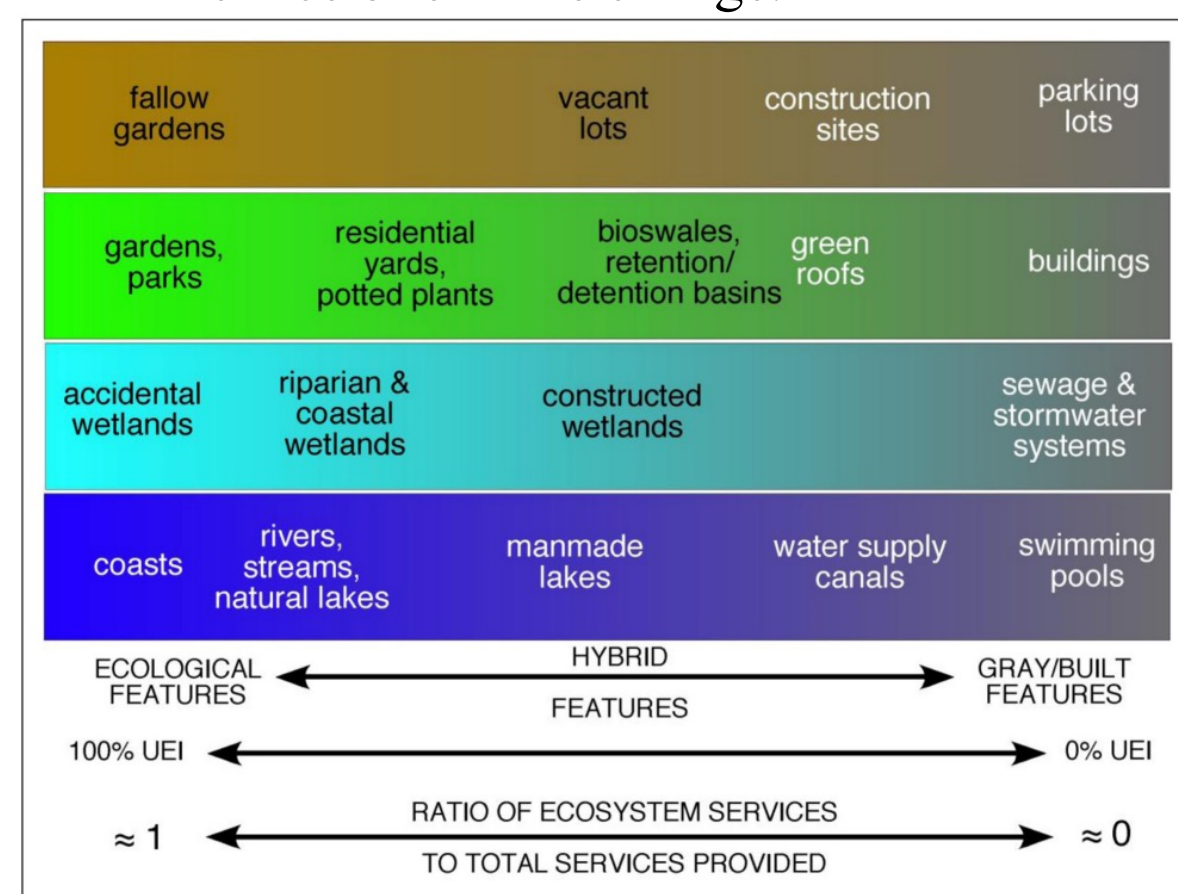 fallow
gardens
vacant
lots
construction
sites
parking
lots
gardens,
parks
residential
yards,
potted plants
bioswales,
retention/
detention basins
green
roofs
buildings
accidental
wetlands
riparian &
coastal
wetlands
constructed
wetlands
sewage &
stormwater
systems
coasts
rivers,
streams,
natural lakes
manmade
lakes
water supply
canals
swimming
pools
ECOLOGICAL
FEATURES
HYBRID
FEATURES
GRAY/BUILT
FEATURES
100% UEI
0% UEI
≈ 1
RATIO OF ECOSYSTEM SERVICES
TO TOTAL SERVICES PROVIDED
≈ 0